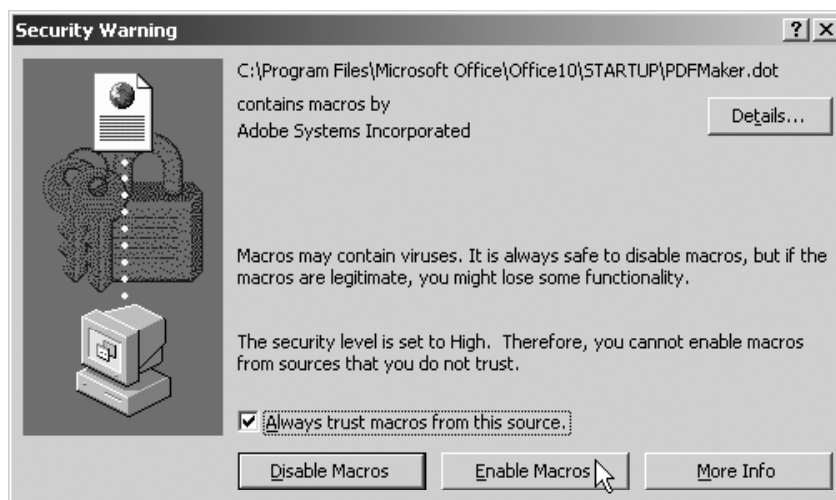 Security Warning
C:\Program Files\Microsoft Office\Office10\STARTUP\PDFMaker.dot
contains macros by
Adobe Systems Incorporated
Details...
Macros may contain viruses. It is always safe to disable macros, but if the
macros are legitimate, you might lose some functionality.
The security level is set to High. Therefore, you cannot enable macros
from sources that you do not trust.
Always trust macros from this source.
Disable Macros
Enable Macros
More Info